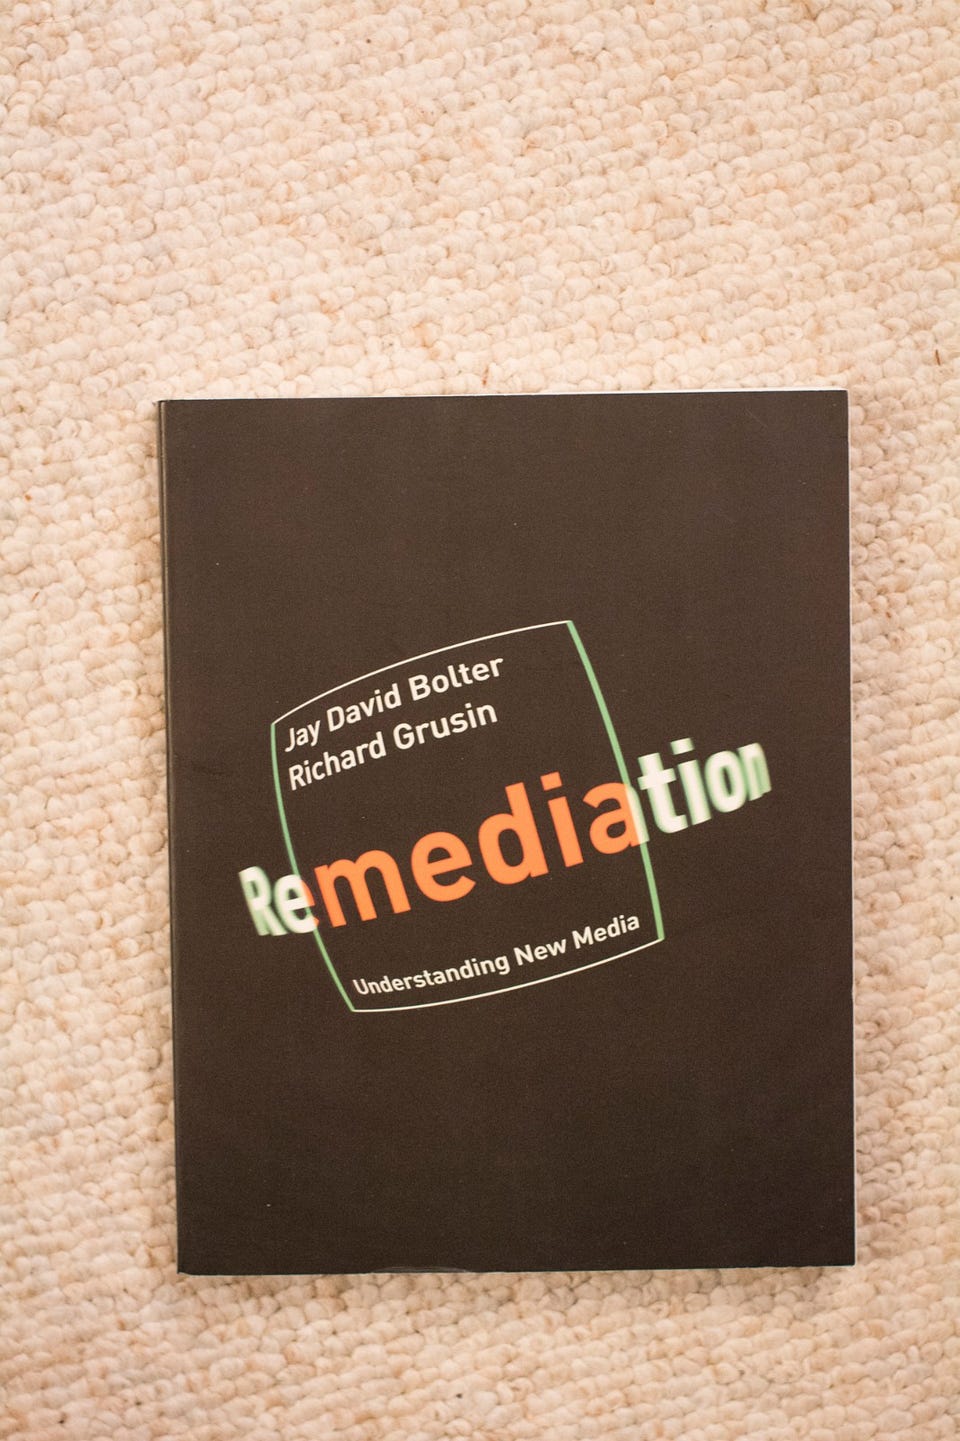 Jay David Bolter
Richard Grusin
Remediation
Understanding New Media